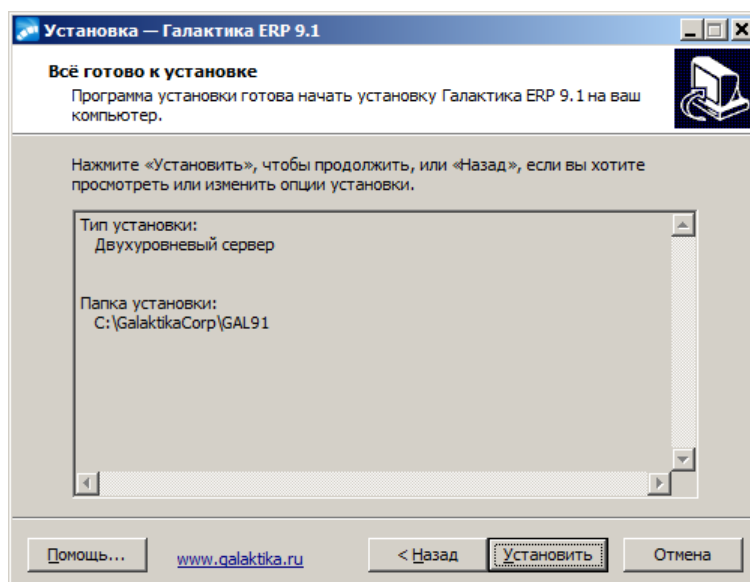 Установка — Галактика ERP 9.1
Всё готово к установке
Программа установки готова начать установку Галактика ERP 9.1 на ваш
компьютер.
Нажмите «Установить», чтобы продолжить, или «Назад», если вы хотите
просмотреть или изменить опции установки.
Тип установки:
Двухуровневый сервер
Папка установки:
C:\GalaktikaCorp\GAL91
Помощь...
www.galaktika.ru
< Назад
Установить
Отмена